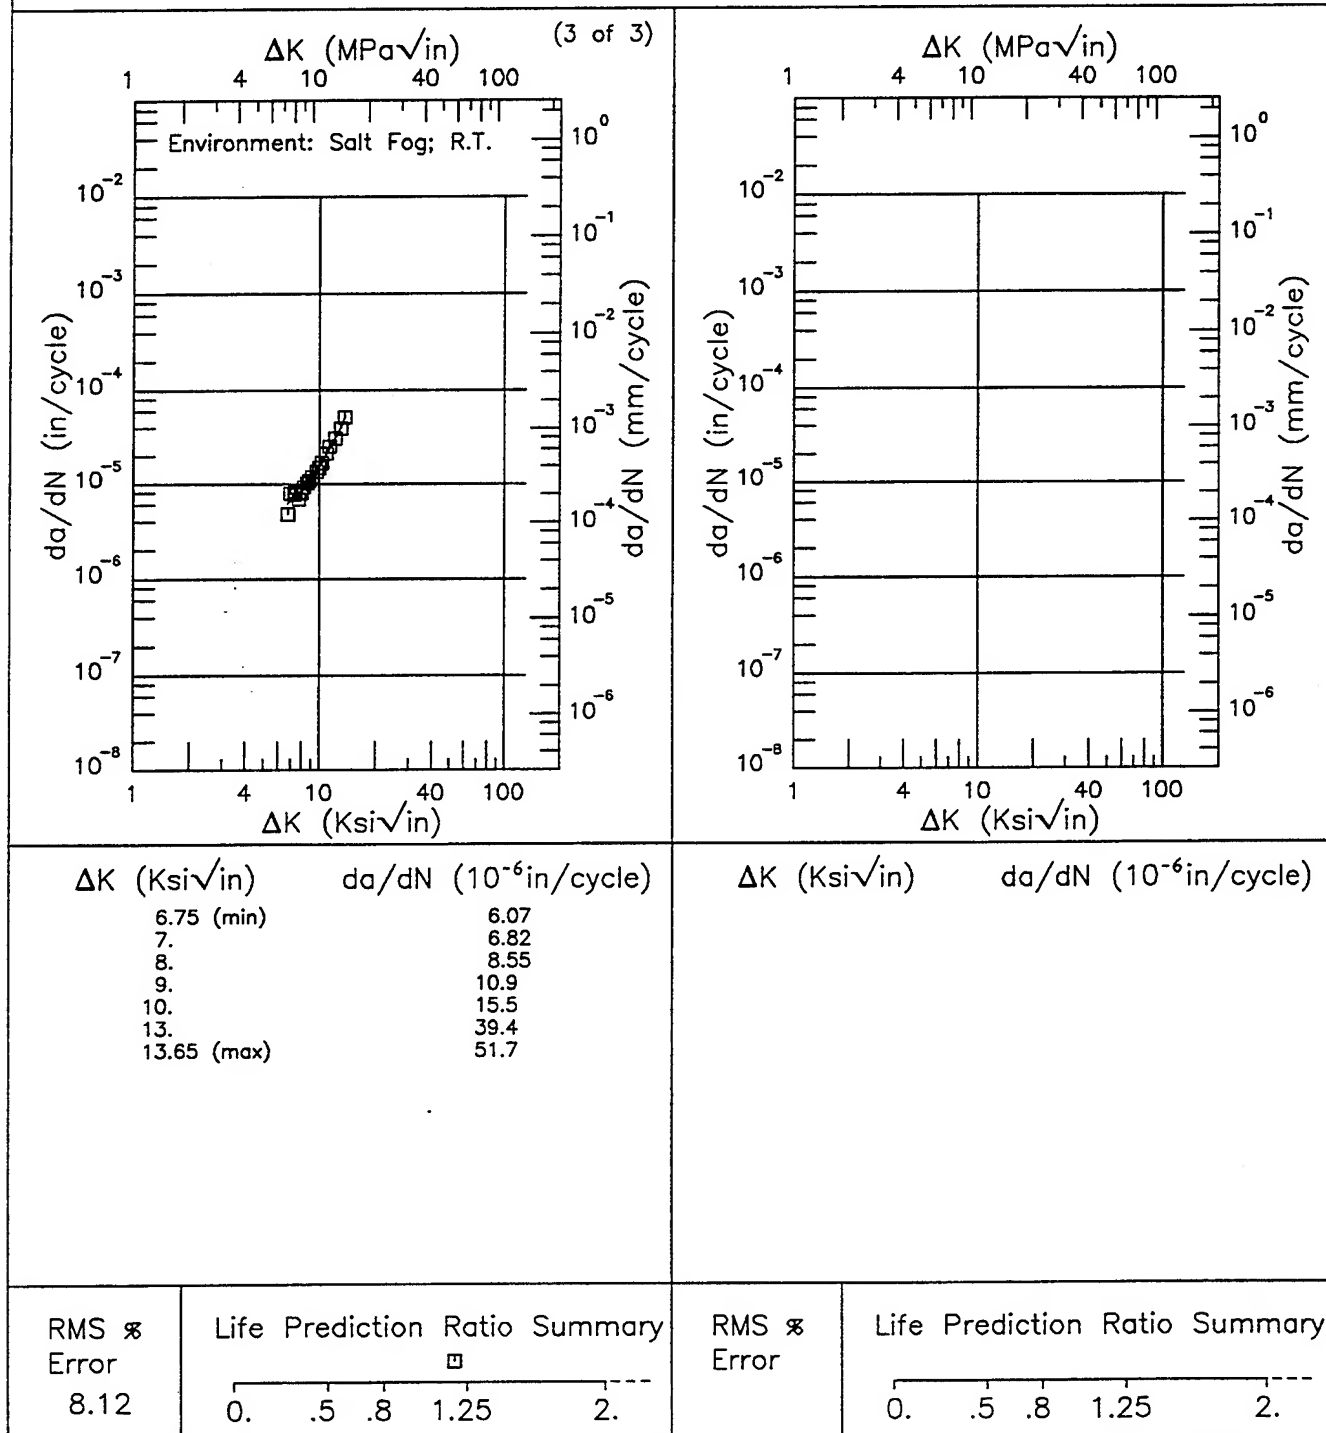 (3 of 3)
ΔK (MPa√in)
1 4 10 40 100
Environment: Salt Fog; R.T.
da/dN (in/cycle)
10⁻²
10⁻³
10⁻⁴
10⁻⁵
10⁻⁶
10⁻⁷
10⁻⁸
da/dN (mm/cycle)
10⁰
10⁻¹
10⁻²
10⁻³
10⁻⁴
10⁻⁵
10⁻⁶
1 4 10 40 100
ΔK (Ksi√in)
ΔK (MPa√in)
1 4 10 40 100
da/dN (in/cycle)
10⁻²
10⁻³
10⁻⁴
10⁻⁵
10⁻⁶
10⁻⁷
10⁻⁸
da/dN (mm/cycle)
10⁰
10⁻¹
10⁻²
10⁻³
10⁻⁴
10⁻⁵
10⁻⁶
1 4 10 40 100
ΔK (Ksi√in)
ΔK (Ksi√in) da/dN (10⁻⁶in/cycle)
6.75 (min) 6.07
7. 6.82
8. 8.55
9. 10.9
10. 15.5
13. 39.4
13.65 (max) 51.7
ΔK (Ksi√in) da/dN (10⁻⁶in/cycle)
RMS %
Error
8.12
Life Prediction Ratio Summary
0. .5 .8 1.25 2.
RMS %
Error
Life Prediction Ratio Summary
0. .5 .8 1.25 2.